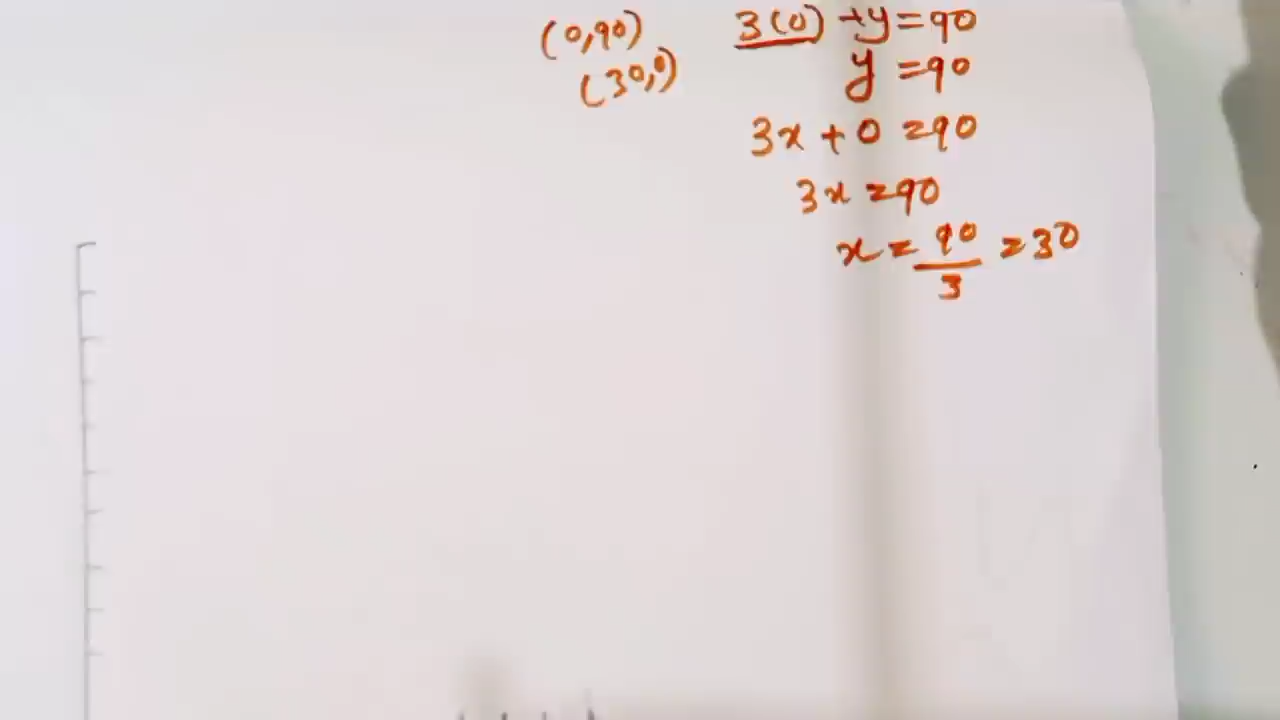 (0,90)
(30,0)
3(0) + y = 90
y = 90
3x + 0 = 90
3x = 90
x = 90/3 = 30